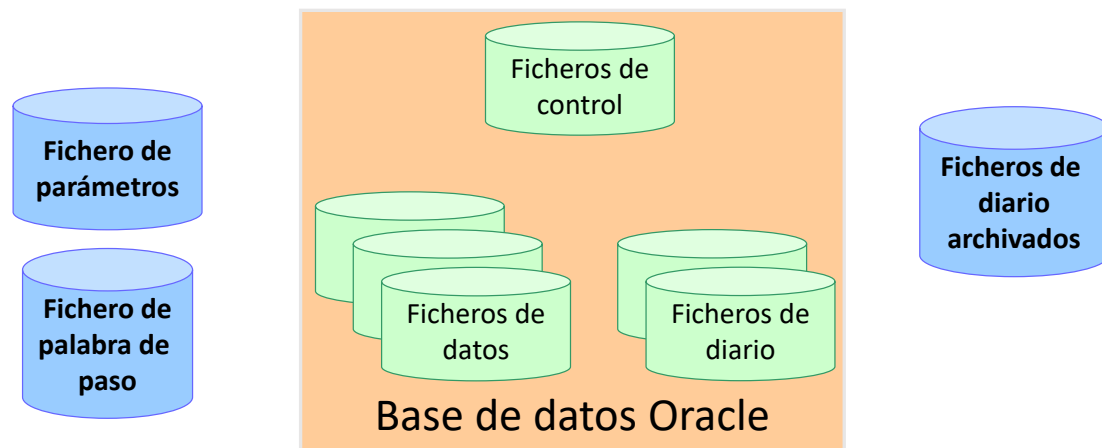 Ficheros de
control
Fichero de
parámetros
Fichero de
palabra de
paso
Ficheros de
datos
Ficheros de
diario
Ficheros de
diario
archivados
Base de datos Oracle